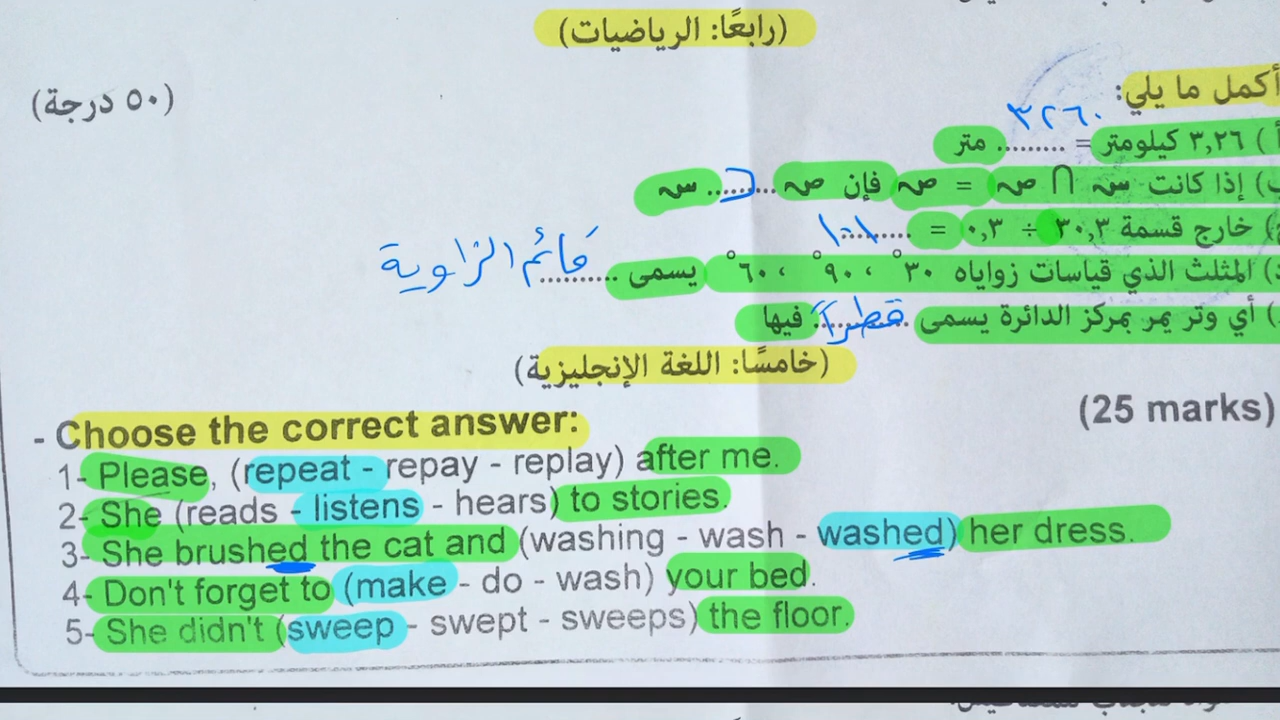 (رابعًا: الرياضيات)
أكمل ما يلي:
(٥٠ درجة)
أ ) ٣,٢٦ كيلومتر = ٣٢٦٠ متر
ب) إذا كانت س ∩ ص = ص فإن ص ⊂ س
خارج قسمة ٣٠,٣ ÷ ٠,٣ = ١٠١
المثلث الذي قياسات زواياه ٣٠°، ٩٠°، ٦٠° يسمى قائم الزاوية
أي وتر يمر بمركز الدائرة يسمى قطراً فيها
(خامسًا: اللغة الإنجليزية)
(25 marks)
- Choose the correct answer:
1- Please, (repeat - repay - replay) after me.
2- She (reads - listens - hears) to stories.
3- She brushed the cat and (washing - wash - washed) her dress.
4- Don't forget to (make - do - wash) your bed.
5- She didn't (sweep - swept - sweeps) the floor.